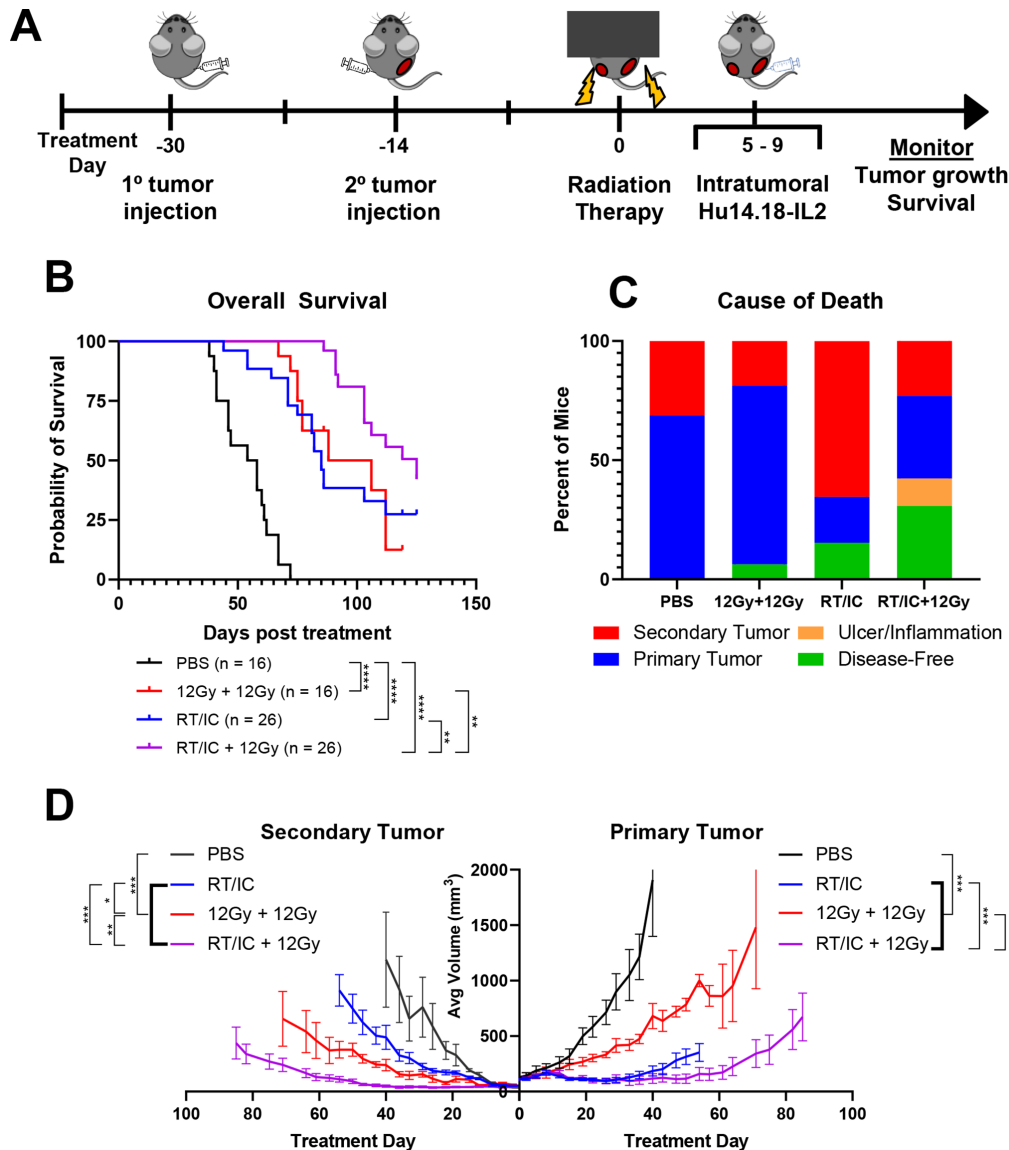 A
Treatment
Day
-30
-14
0
5 - 9
1º tumor
injection
2º tumor
injection
Radiation
Therapy
Intratumoral
Hu14.18-IL2
Monitor
Tumor growth
Survival
B
Overall Survival
Probability of Survival
100
75
50
25
0
0
50
100
150
Days post treatment
PBS (n = 16)
12Gy + 12Gy (n = 16)
RT/IC (n = 26)
RT/IC + 12Gy (n = 26)
****
****
****
**
**
C
Cause of Death
Percent of Mice
100
50
0
PBS
12Gy+12Gy
RT/IC
RT/IC+12Gy
Secondary Tumor
Ulcer/Inflammation
Primary Tumor
Disease-Free
D
Secondary Tumor
PBS
RT/IC
12Gy + 12Gy
RT/IC + 12Gy
***
*
***
**
Primary Tumor
PBS
RT/IC
12Gy + 12Gy
RT/IC + 12Gy
***
***
***
Avg Volume (mm³)
2000
1500
1000
500
0
100
80
60
40
20
0
20
40
60
80
100
Treatment Day
Treatment Day